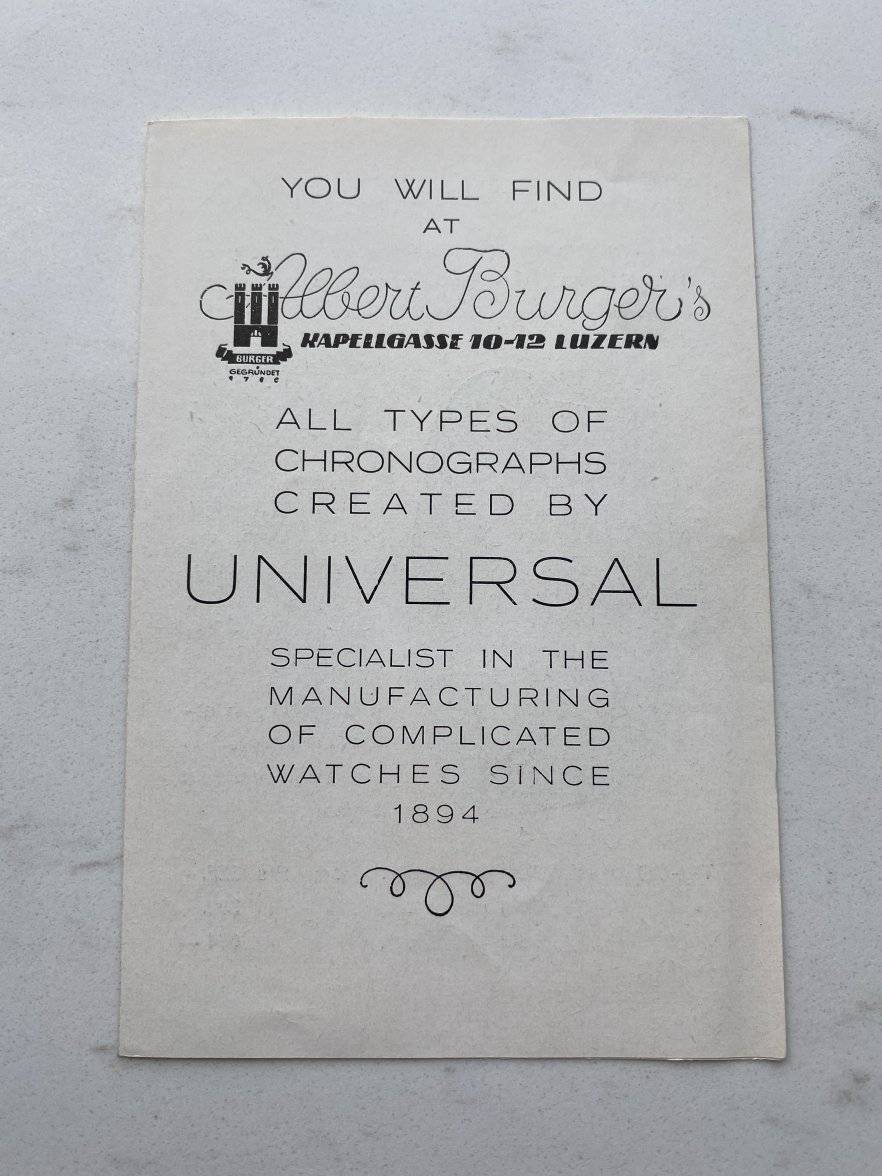 YOU WILL FIND
AT
Albert Burger's
KAPELLGASSE 10-12 LUZERN
BURGER
GEGRÜNDET
ALL TYPES OF
CHRONOGRAPHS
CREATED BY
UNIVERSAL
SPECIALIST IN THE
MANUFACTURING
OF COMPLICATED
WATCHES SINCE
1894